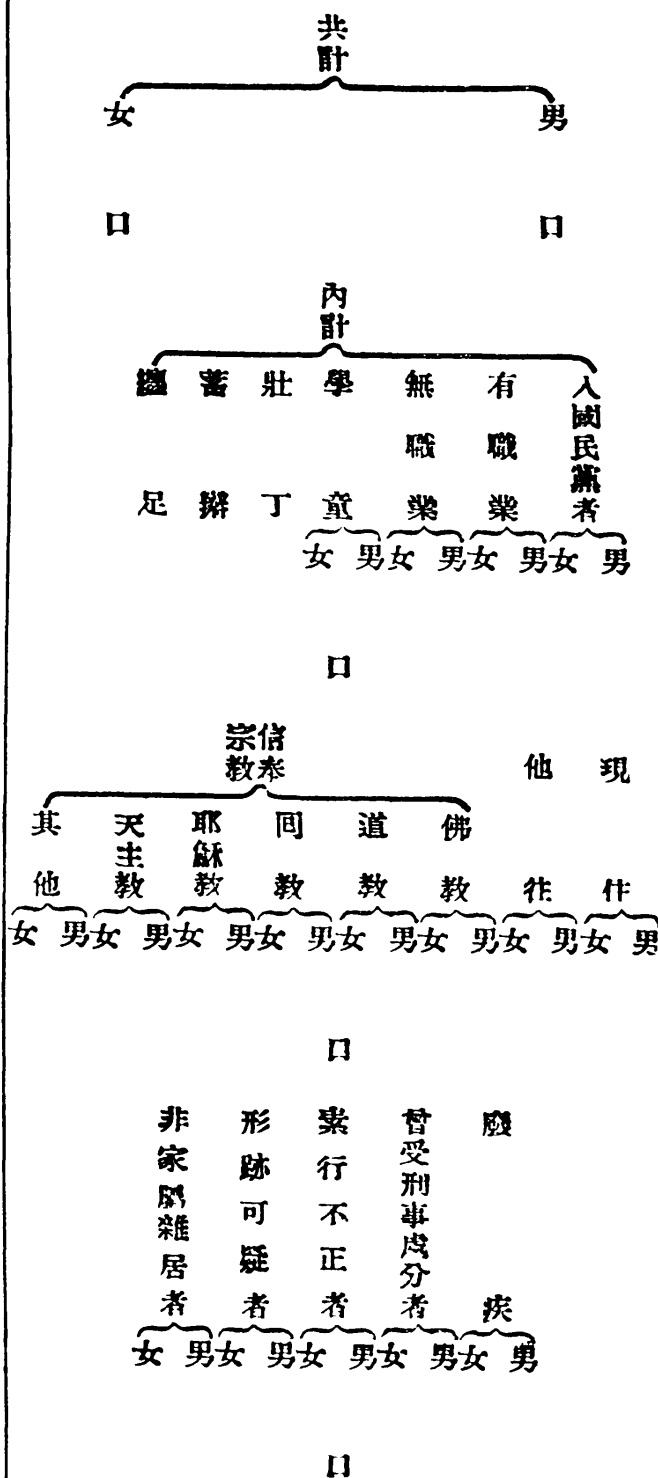 共計
男 女
口 口
內計
入國民黨者 有職業 無職業 學童 壯丁 蓄辮 纏足
男 女 男 女 男 女 男 女
口
現住 他往
信奉宗教
佛教 道教 回教 耶穌教 天主教 其他
男 女 男 女 男 女 男 女 男 女 男 女 男 女 男 女
口
廢疾 曾受刑事處分者 素行不正者 形跡可疑者 非家屬雜居者
男 女 男 女 男 女 男 女 男 女
口